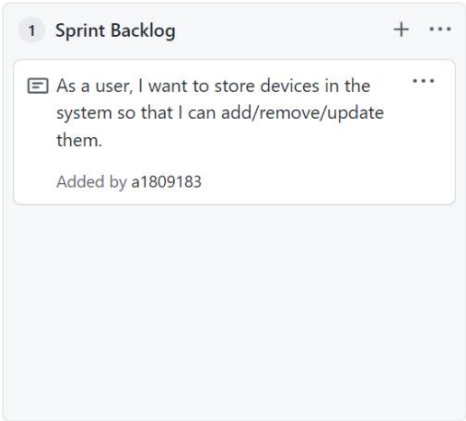 1 Sprint Backlog
As a user, I want to store devices in the
system so that I can add/remove/update
them.
Added by a1809183